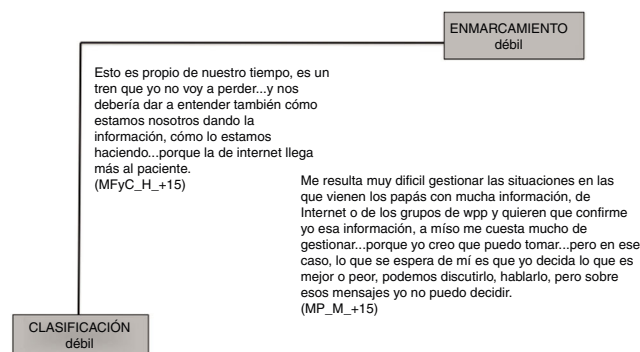 ENMARCAMIENTO
débil
Esto es propio de nuestro tiempo, es un
tren que yo no voy a perder...y nos
debería dar a entender también cómo
estamos nosotros dando la
información, cómo lo estamos
haciendo...porque la de internet llega
más al paciente.
(MFyC_H_+15)
Me resulta muy dificil gestionar las situaciones en las
que vienen los papás con mucha información, de
Internet o de los grupos de wpp y quieren que confirme
yo esa información, a míso me cuesta mucho de
gestionar...porque yo creo que puedo tomar...pero en ese
caso, lo que se espera de mí es que yo decida lo que es
mejor o peor, podemos discutirlo, hablarlo, pero sobre
esos mensajes yo no puedo decidir.
(MP_M_+15)
CLASIFICACIÓN
débil